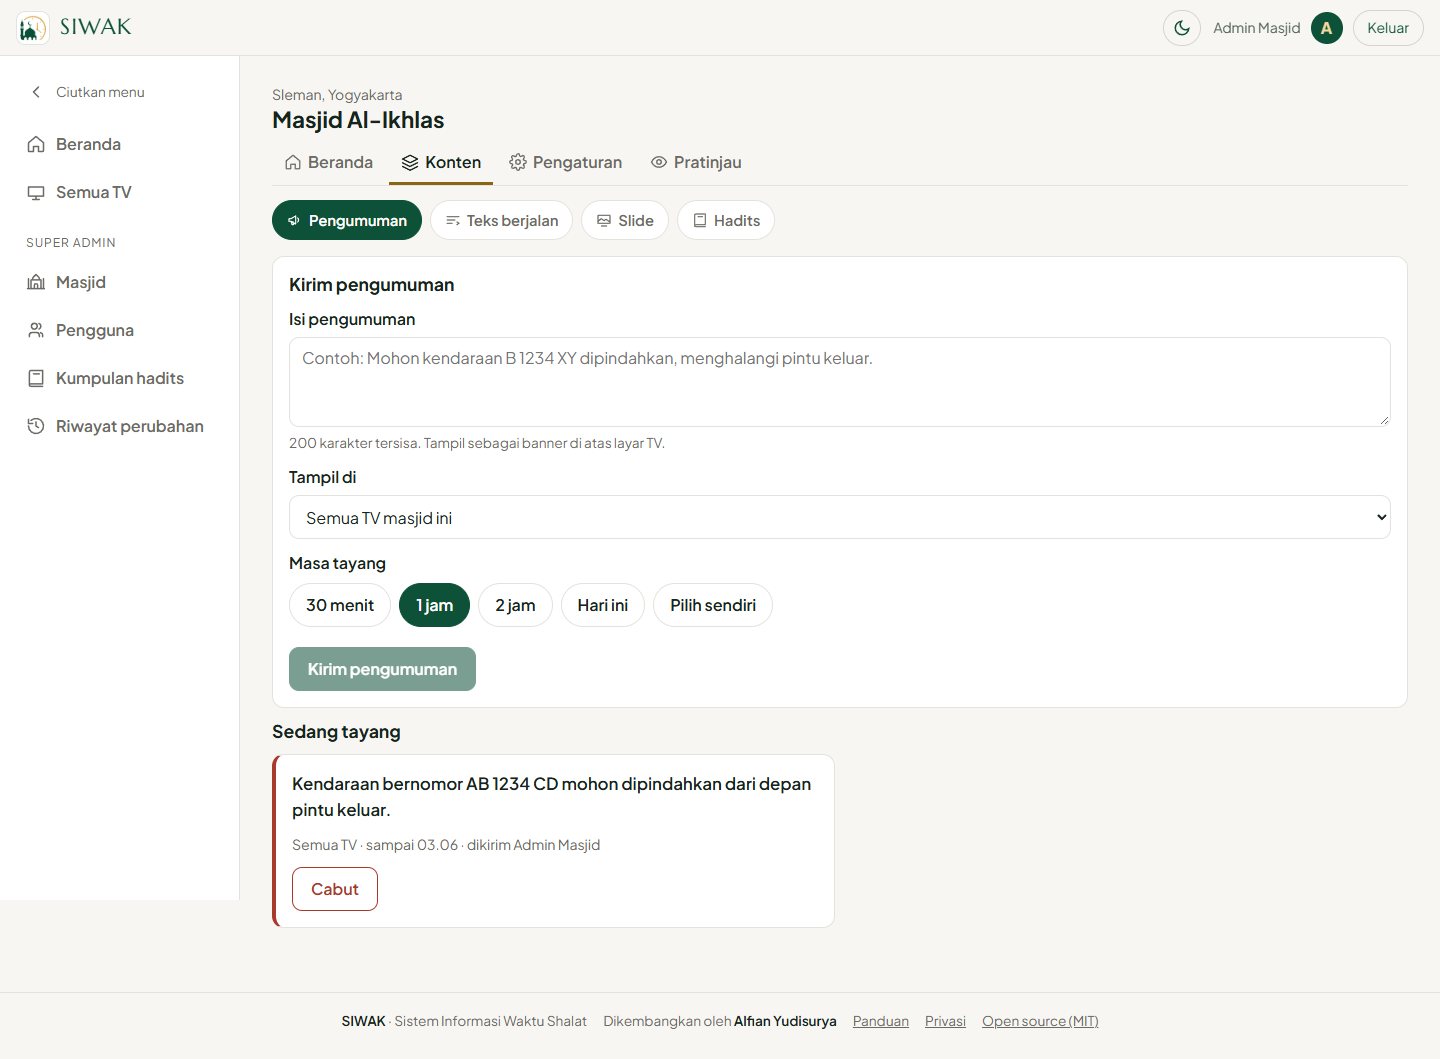 SIWAK
Admin Masjid
A
Keluar
Ciutkan menu
Beranda
Semua TV
SUPER ADMIN
Masjid
Pengguna
Kumpulan hadits
Riwayat perubahan
Sleman, Yogyakarta
Masjid Al-Ikhlas
Beranda
Konten
Pengaturan
Pratinjau
Pengumuman
Teks berjalan
Slide
Hadits
Kirim pengumuman
Isi pengumuman
Contoh: Mohon kendaraan B 1234 XY dipindahkan, menghalangi pintu keluar.
200 karakter tersisa. Tampil sebagai banner di atas layar TV.
Tampil di
Semua TV masjid ini
Masa tayang
30 menit
1 jam
2 jam
Hari ini
Pilih sendiri
Kirim pengumuman
Sedang tayang
Kendaraan bernomor AB 1234 CD mohon dipindahkan dari depan
pintu keluar.
Semua TV · sampai 03.06 · dikirim Admin Masjid
Cabut
SIWAK · Sistem Informasi Waktu Shalat Dikembangkan oleh Alfian Yudisurya Panduan Privasi Open source (MIT)